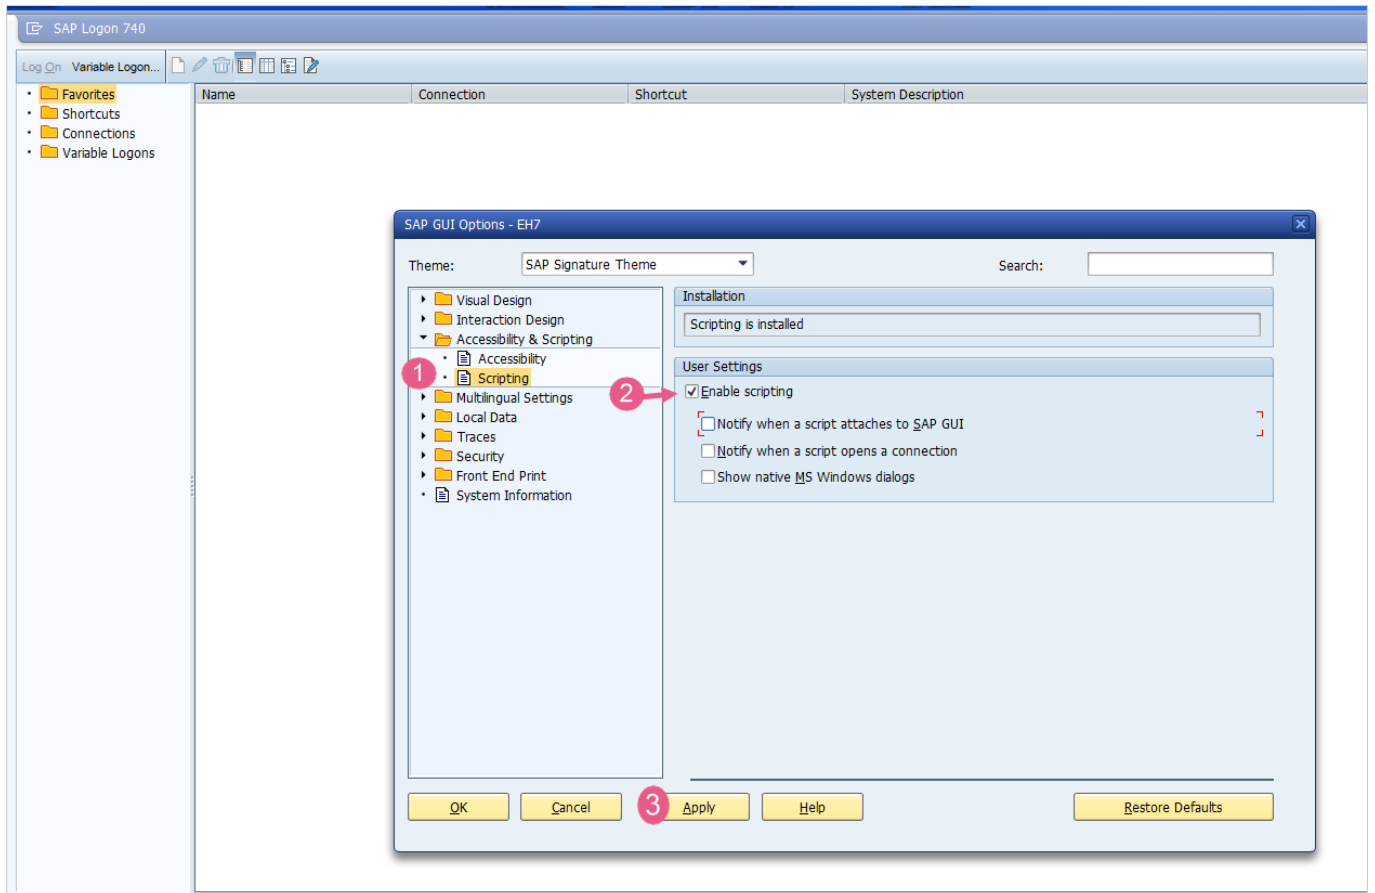 SAP Logon 740
Log On Variable Logon...
Favorites
Shortcuts
Connections
Variable Logons
Name Connection Shortcut System Description
SAP GUI Options - EH7
Theme: SAP Signature Theme Search:
Visual Design
Interaction Design
Accessibility & Scripting
Accessibility
1 Scripting
Multilingual Settings
Local Data
Traces
Security
Front End Print
System Information
Installation
Scripting is installed
User Settings
2 Enable scripting
Notify when a script attaches to SAP GUI
Notify when a script opens a connection
Show native MS Windows dialogs
OK Cancel 3 Apply Help Restore Defaults